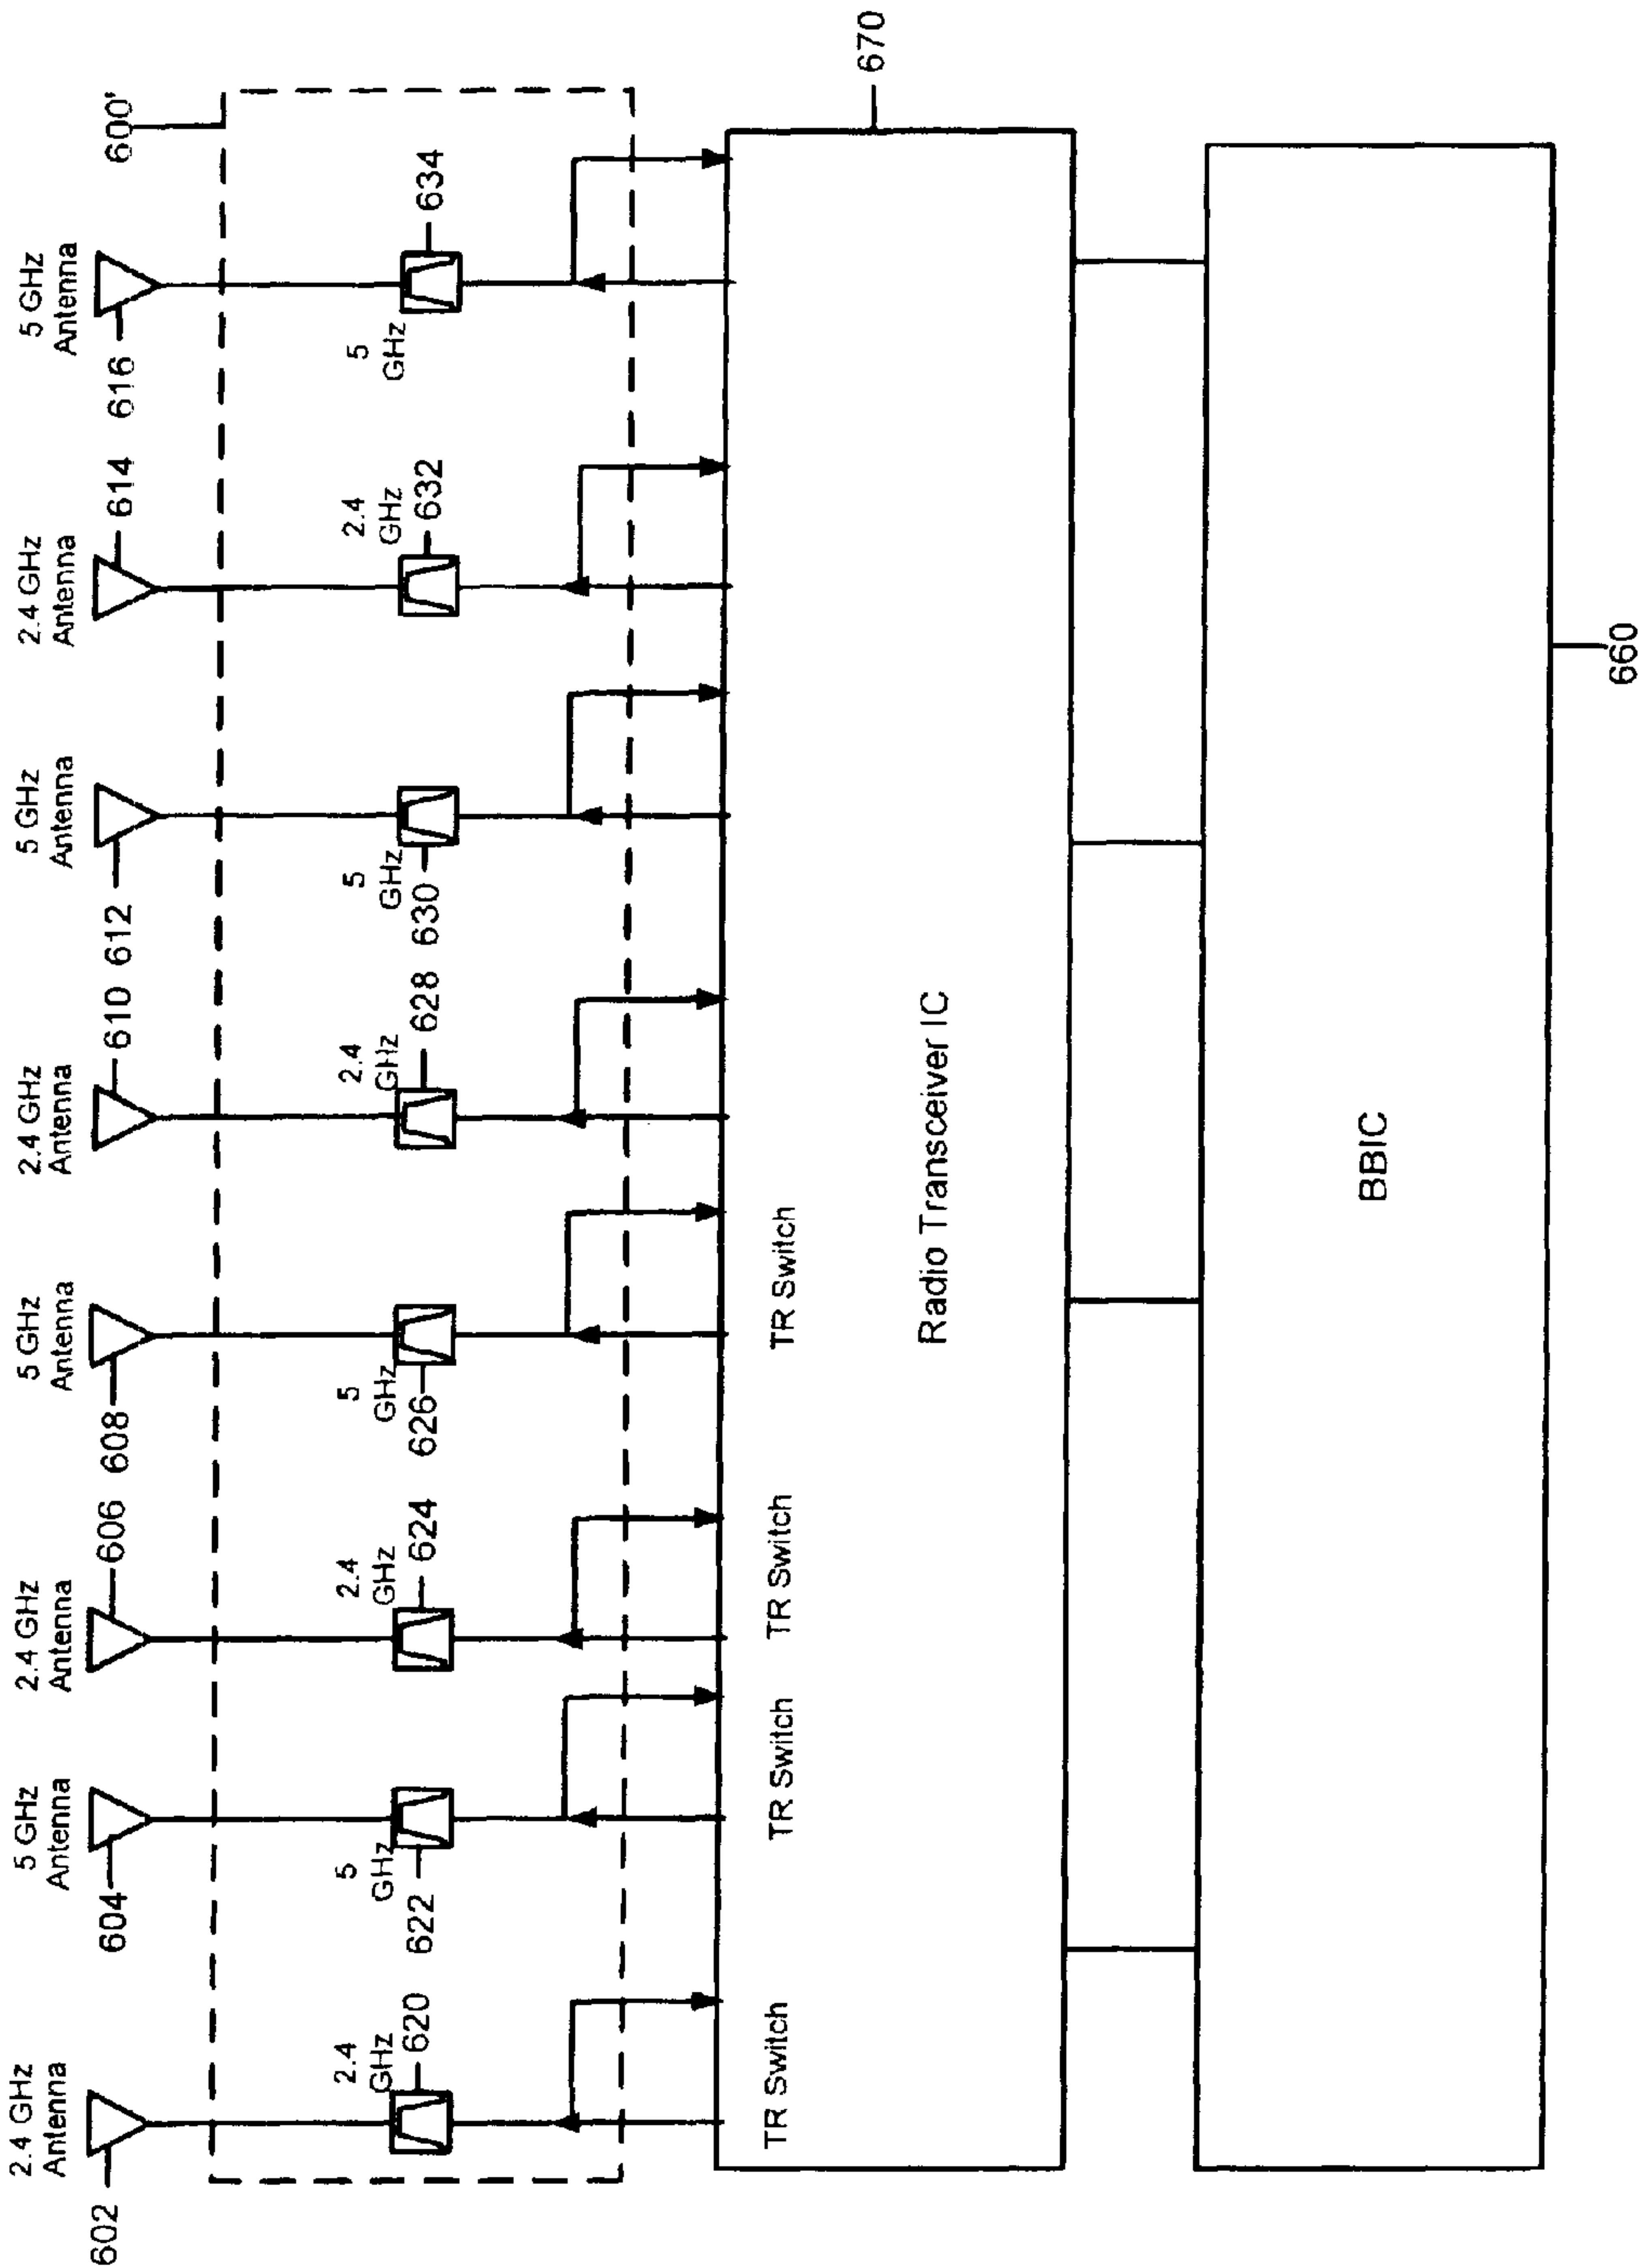 2.4 GHz
Antenna
5 GHz
Antenna
2.4 GHz
Antenna
5 GHz
Antenna
2.4 GHz
Antenna
5 GHz
Antenna
2.4 GHz
Antenna
5 GHz
Antenna
602
604
606
608
610
612
614
616
600'
2.4
GHz
620
5
GHz
622
2.4
GHz
624
5
GHz
626
2.4
GHz
628
5
GHz
630
2.4
GHz
632
5
GHz
634
TR Switch
TR Switch
TR Switch
TR Switch
Radio Transceiver IC
670
BBIC
660